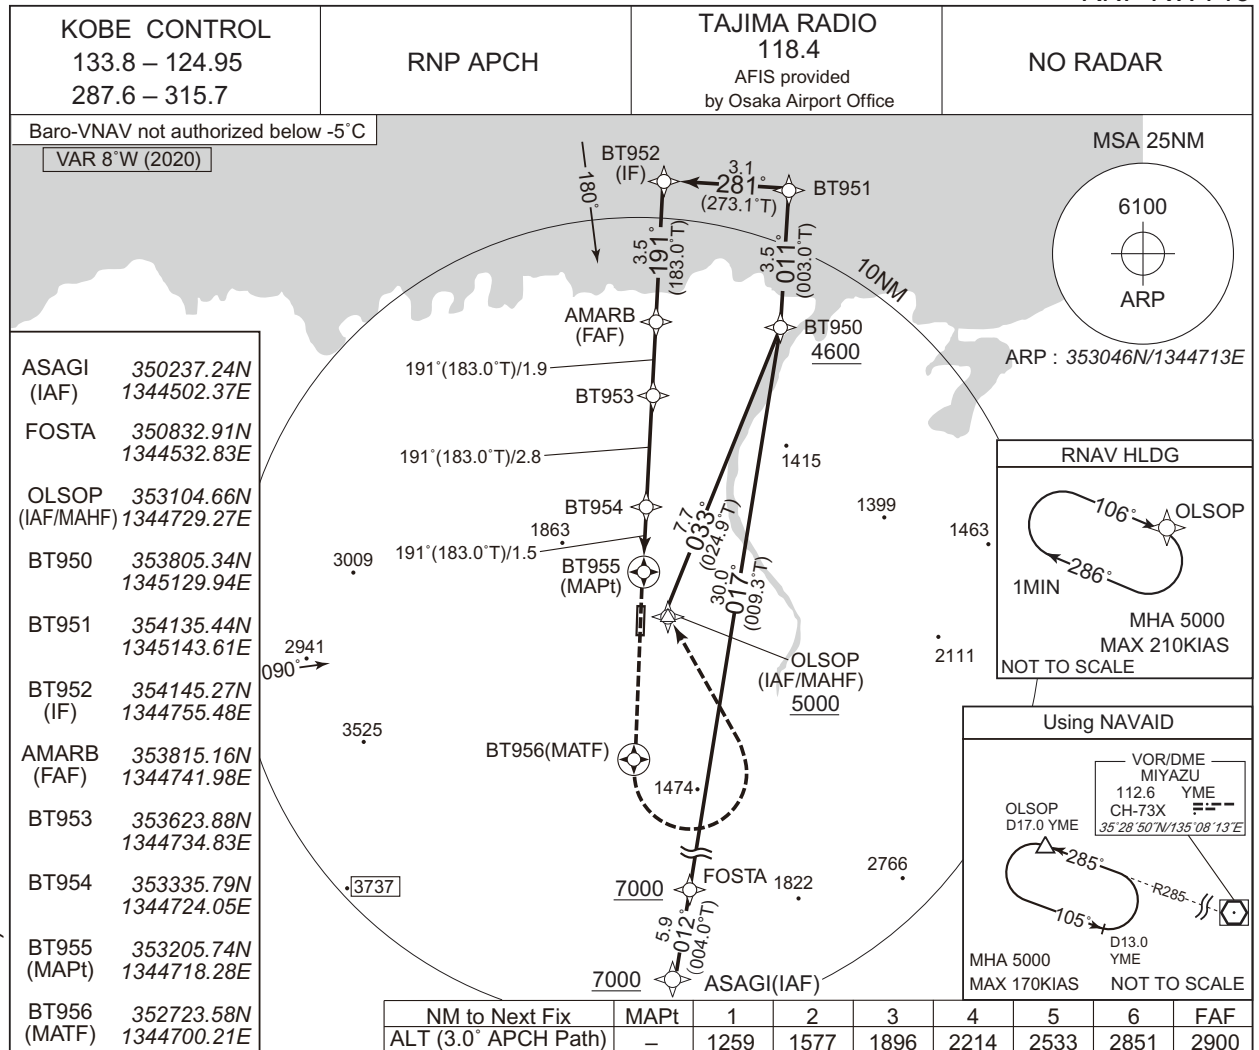 KOBE CONTROL
133.8 – 124.95
287.6 – 315.7
RNP APCH
TAJIMA RADIO
118.4
AFIS provided
by Osaka Airport Office
NO RADAR
Baro-VNAV not authorized below -5˚C
VAR 8˚W (2020)
MSA 25NM
6100
ARP
ARP : 353046N/1344713E
180˚
BT952
(IF)
3.1
281˚
(273.1˚T)
BT951
3.5
191˚
(183.0˚T)
3.5
011˚
(003.0˚T)
10NM
AMARB
(FAF)
BT950
4600
191˚(183.0˚T)/1.9
BT953
191˚(183.0˚T)/2.8
1415
BT954
1399
1463
1863
191˚(183.0˚T)/1.5
7.7
033˚
(024.9˚T)
3009
BT955
(MAPt)
30.0
017˚
(009.3˚T)
2941
090˚
OLSOP
(IAF/MAHF)
5000
2111
3525
BT956(MATF)
1474
3737
7000
FOSTA
1822
2766
5.9
012˚
(004.0˚T)
7000
ASAGI(IAF)
ASAGI 350237.24N
(IAF) 1344502.37E
FOSTA 350832.91N
1344532.83E
OLSOP 353104.66N
(IAF/MAHF) 1344729.27E
BT950 353805.34N
1345129.94E
BT951 354135.44N
1345143.61E
BT952 354145.27N
(IF) 1344755.48E
AMARB 353815.16N
(FAF) 1344741.98E
BT953 353623.88N
1344734.83E
BT954 353335.79N
1344724.05E
BT955 353205.74N
(MAPt) 1344718.28E
BT956 352723.58N
(MATF) 1344700.21E
RNAV HLDG
106˚
OLSOP
286˚
1MIN
MHA 5000
MAX 210KIAS
NOT TO SCALE
Using NAVAID
VOR/DME
MIYAZU
112.6 YME
CH-73X
35˚28´50˝N/135˚08´13˝E
OLSOP
D17.0 YME
285˚
R285
105˚
D13.0
YME
MHA 5000
MAX 170KIAS NOT TO SCALE
NM to Next Fix MAPt 1 2 3 4 5 6 FAF
ALT (3.0˚ APCH Path) – 1259 1577 1896 2214 2533 2851 2900